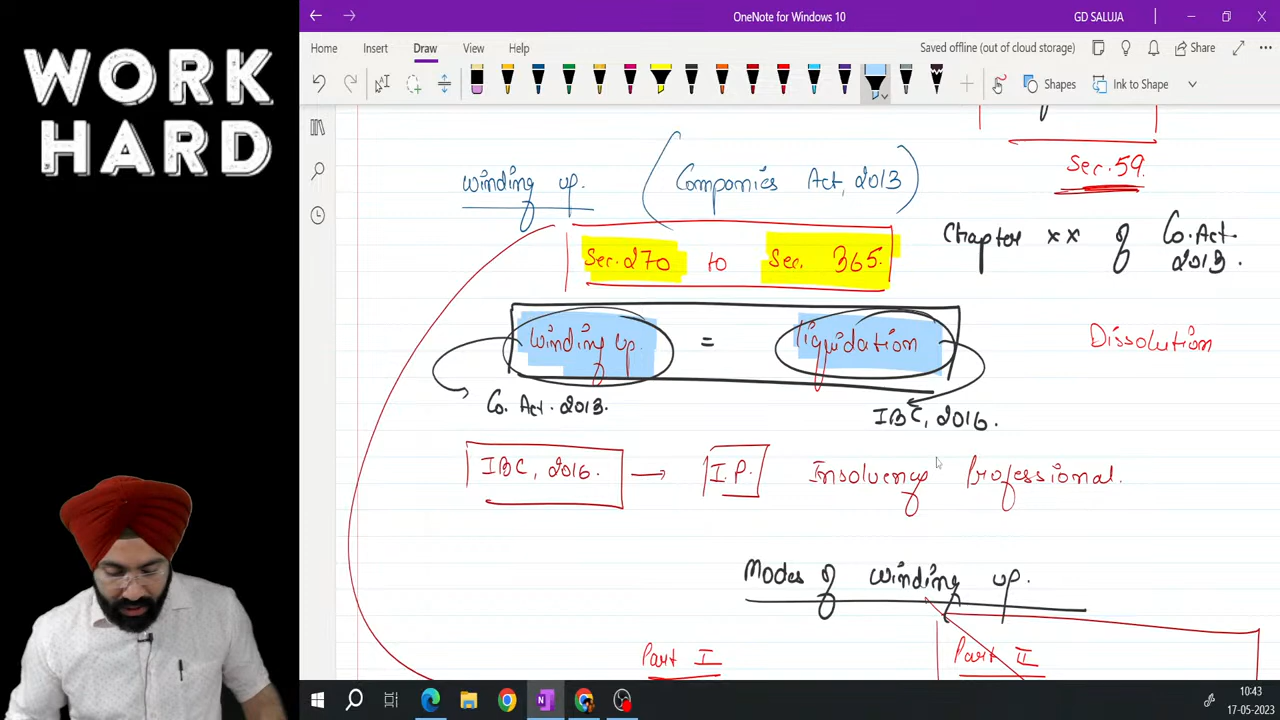 WORK
HARD
OneNote for Windows 10
GD SALUJA
Home Insert Draw View Help
Saved offline (out of cloud storage)
Share
Shapes
Ink to Shape
Sec. 59.
Winding up. (Companies Act, 2013)
Chapter xx of Co. Act.
2013.
Sec. 270 to Sec. 365.
Winding up. = liquidation
Dissolution
Co. Act. 2013.
IBC, 2016.
IBC, 2016. → I.P. Insolvency Professional.
Modes of Winding up.
Part I
Part II
10:43
17-05-2023